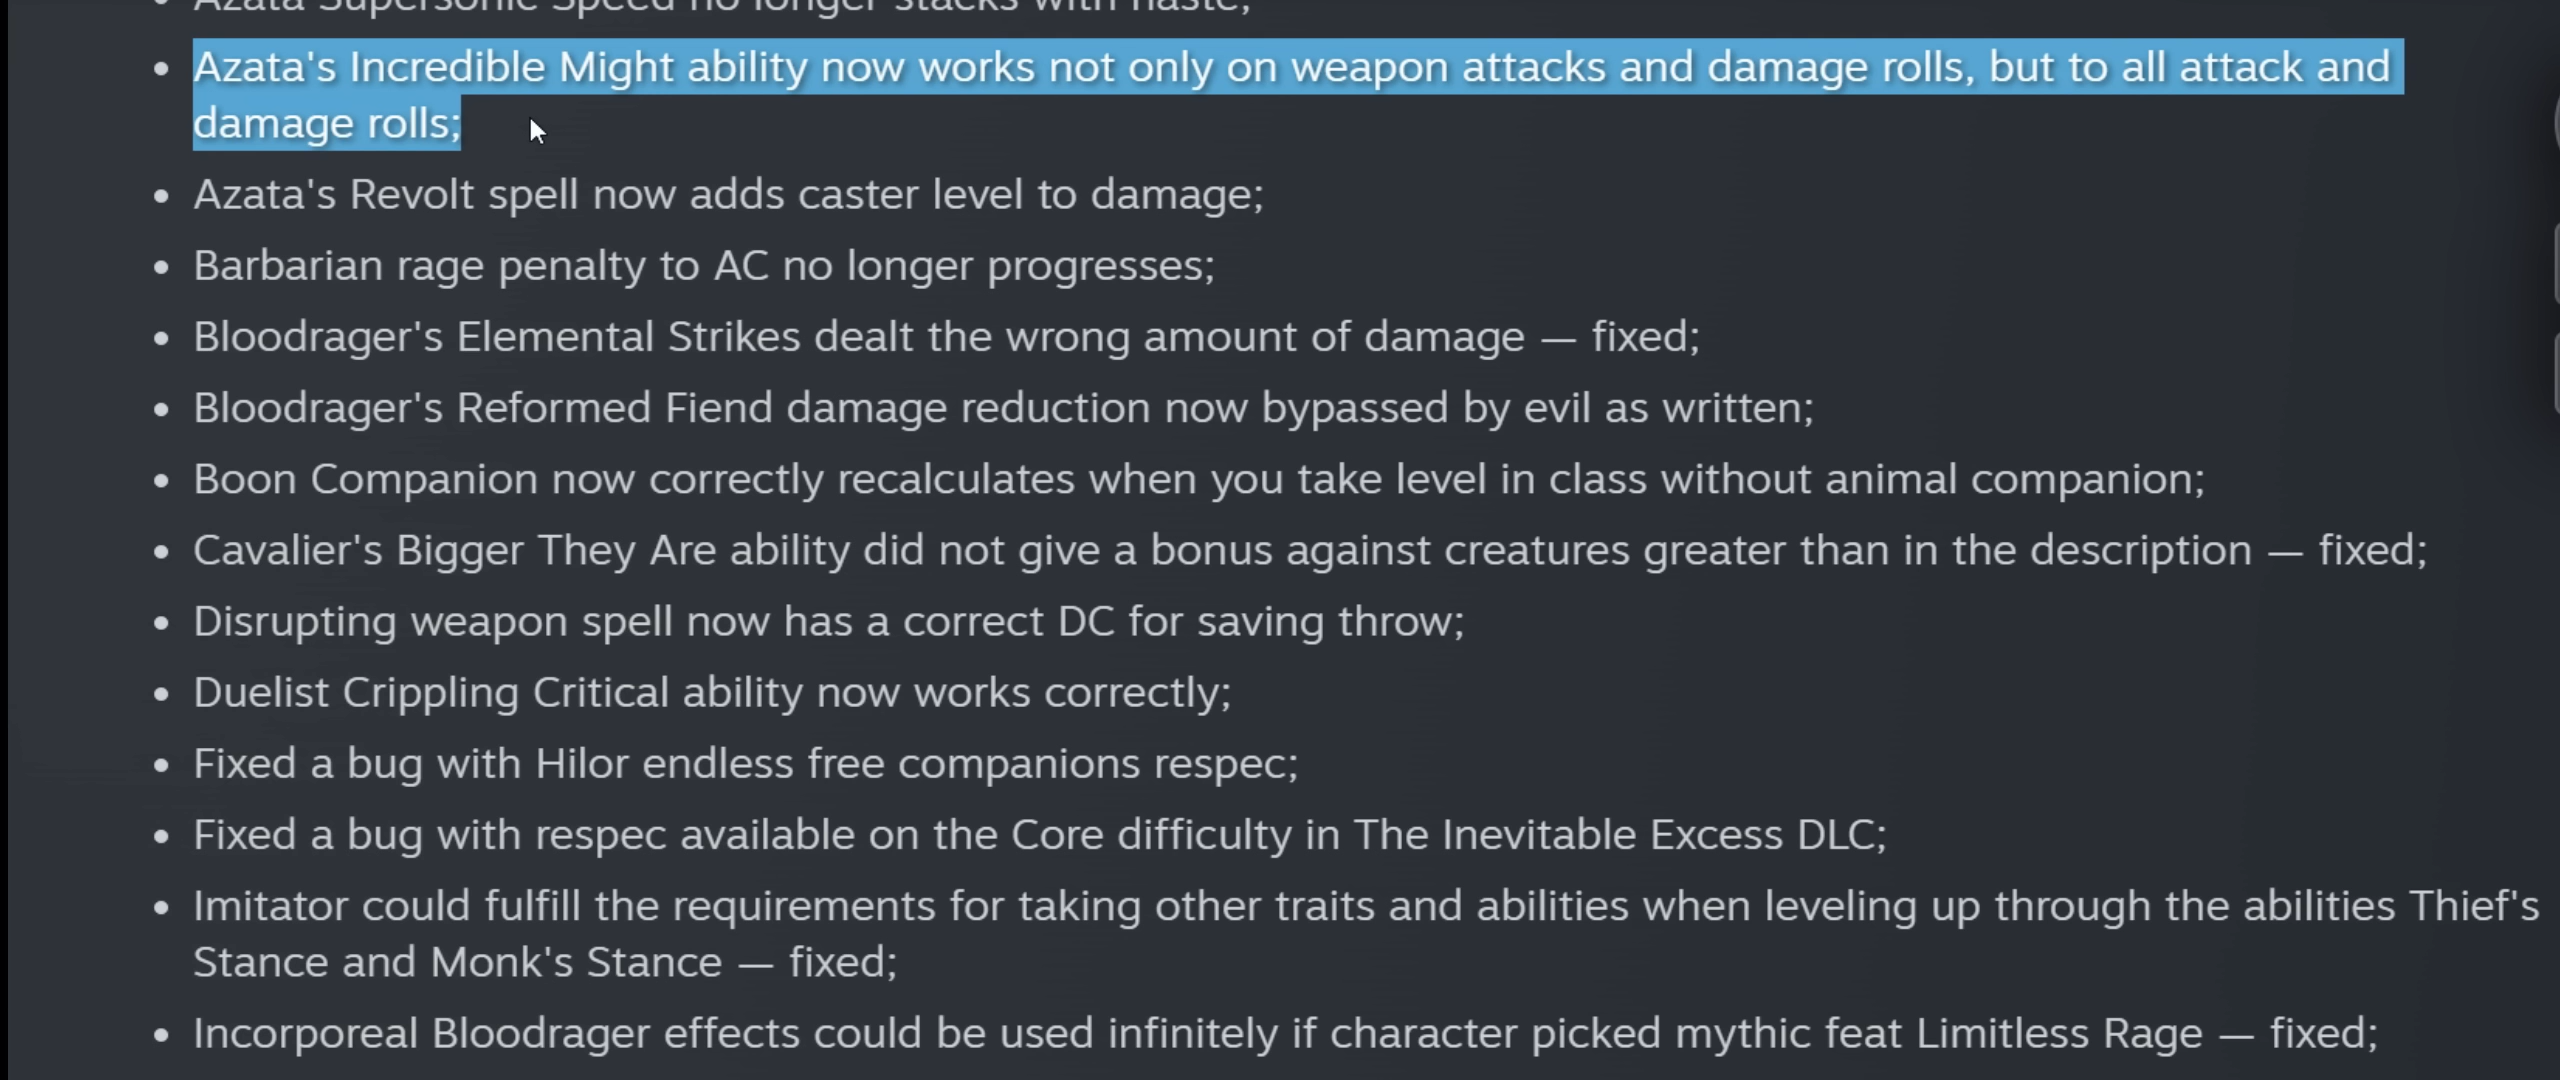 Azata Supersonic Speed no longer stacks with haste;
Azata's Incredible Might ability now works not only on weapon attacks and damage rolls, but to all attack and
damage rolls;
Azata's Revolt spell now adds caster level to damage;
Barbarian rage penalty to AC no longer progresses;
Bloodrager's Elemental Strikes dealt the wrong amount of damage — fixed;
Bloodrager's Reformed Fiend damage reduction now bypassed by evil as written;
Boon Companion now correctly recalculates when you take level in class without animal companion;
Cavalier's Bigger They Are ability did not give a bonus against creatures greater than in the description — fixed;
Disrupting weapon spell now has a correct DC for saving throw;
Duelist Crippling Critical ability now works correctly;
Fixed a bug with Hilor endless free companions respec;
Fixed a bug with respec available on the Core difficulty in The Inevitable Excess DLC;
Imitator could fulfill the requirements for taking other traits and abilities when leveling up through the abilities Thief's
Stance and Monk's Stance — fixed;
Incorporeal Bloodrager effects could be used infinitely if character picked mythic feat Limitless Rage — fixed;